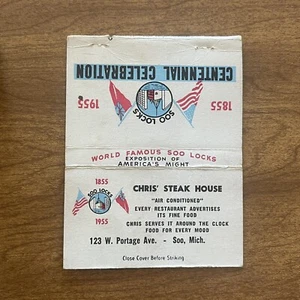 CENTENNIAL CELEBRATION
1855 1955
SOO LOCKS
WORLD FAMOUS SOO LOCKS
EXPOSITION OF
AMERICA'S MIGHT
1855
SOO LOCKS
1955
CHRIS' STEAK HOUSE
"AIR CONDITIONED"
EVERY RESTAURANT ADVERTISES
ITS FINE FOOD
CHRIS SERVES IT AROUND THE CLOCK
FOOD FOR EVERY MOOD
123 W. Portage Ave. - Soo, Mich.
Close Cover Before Striking